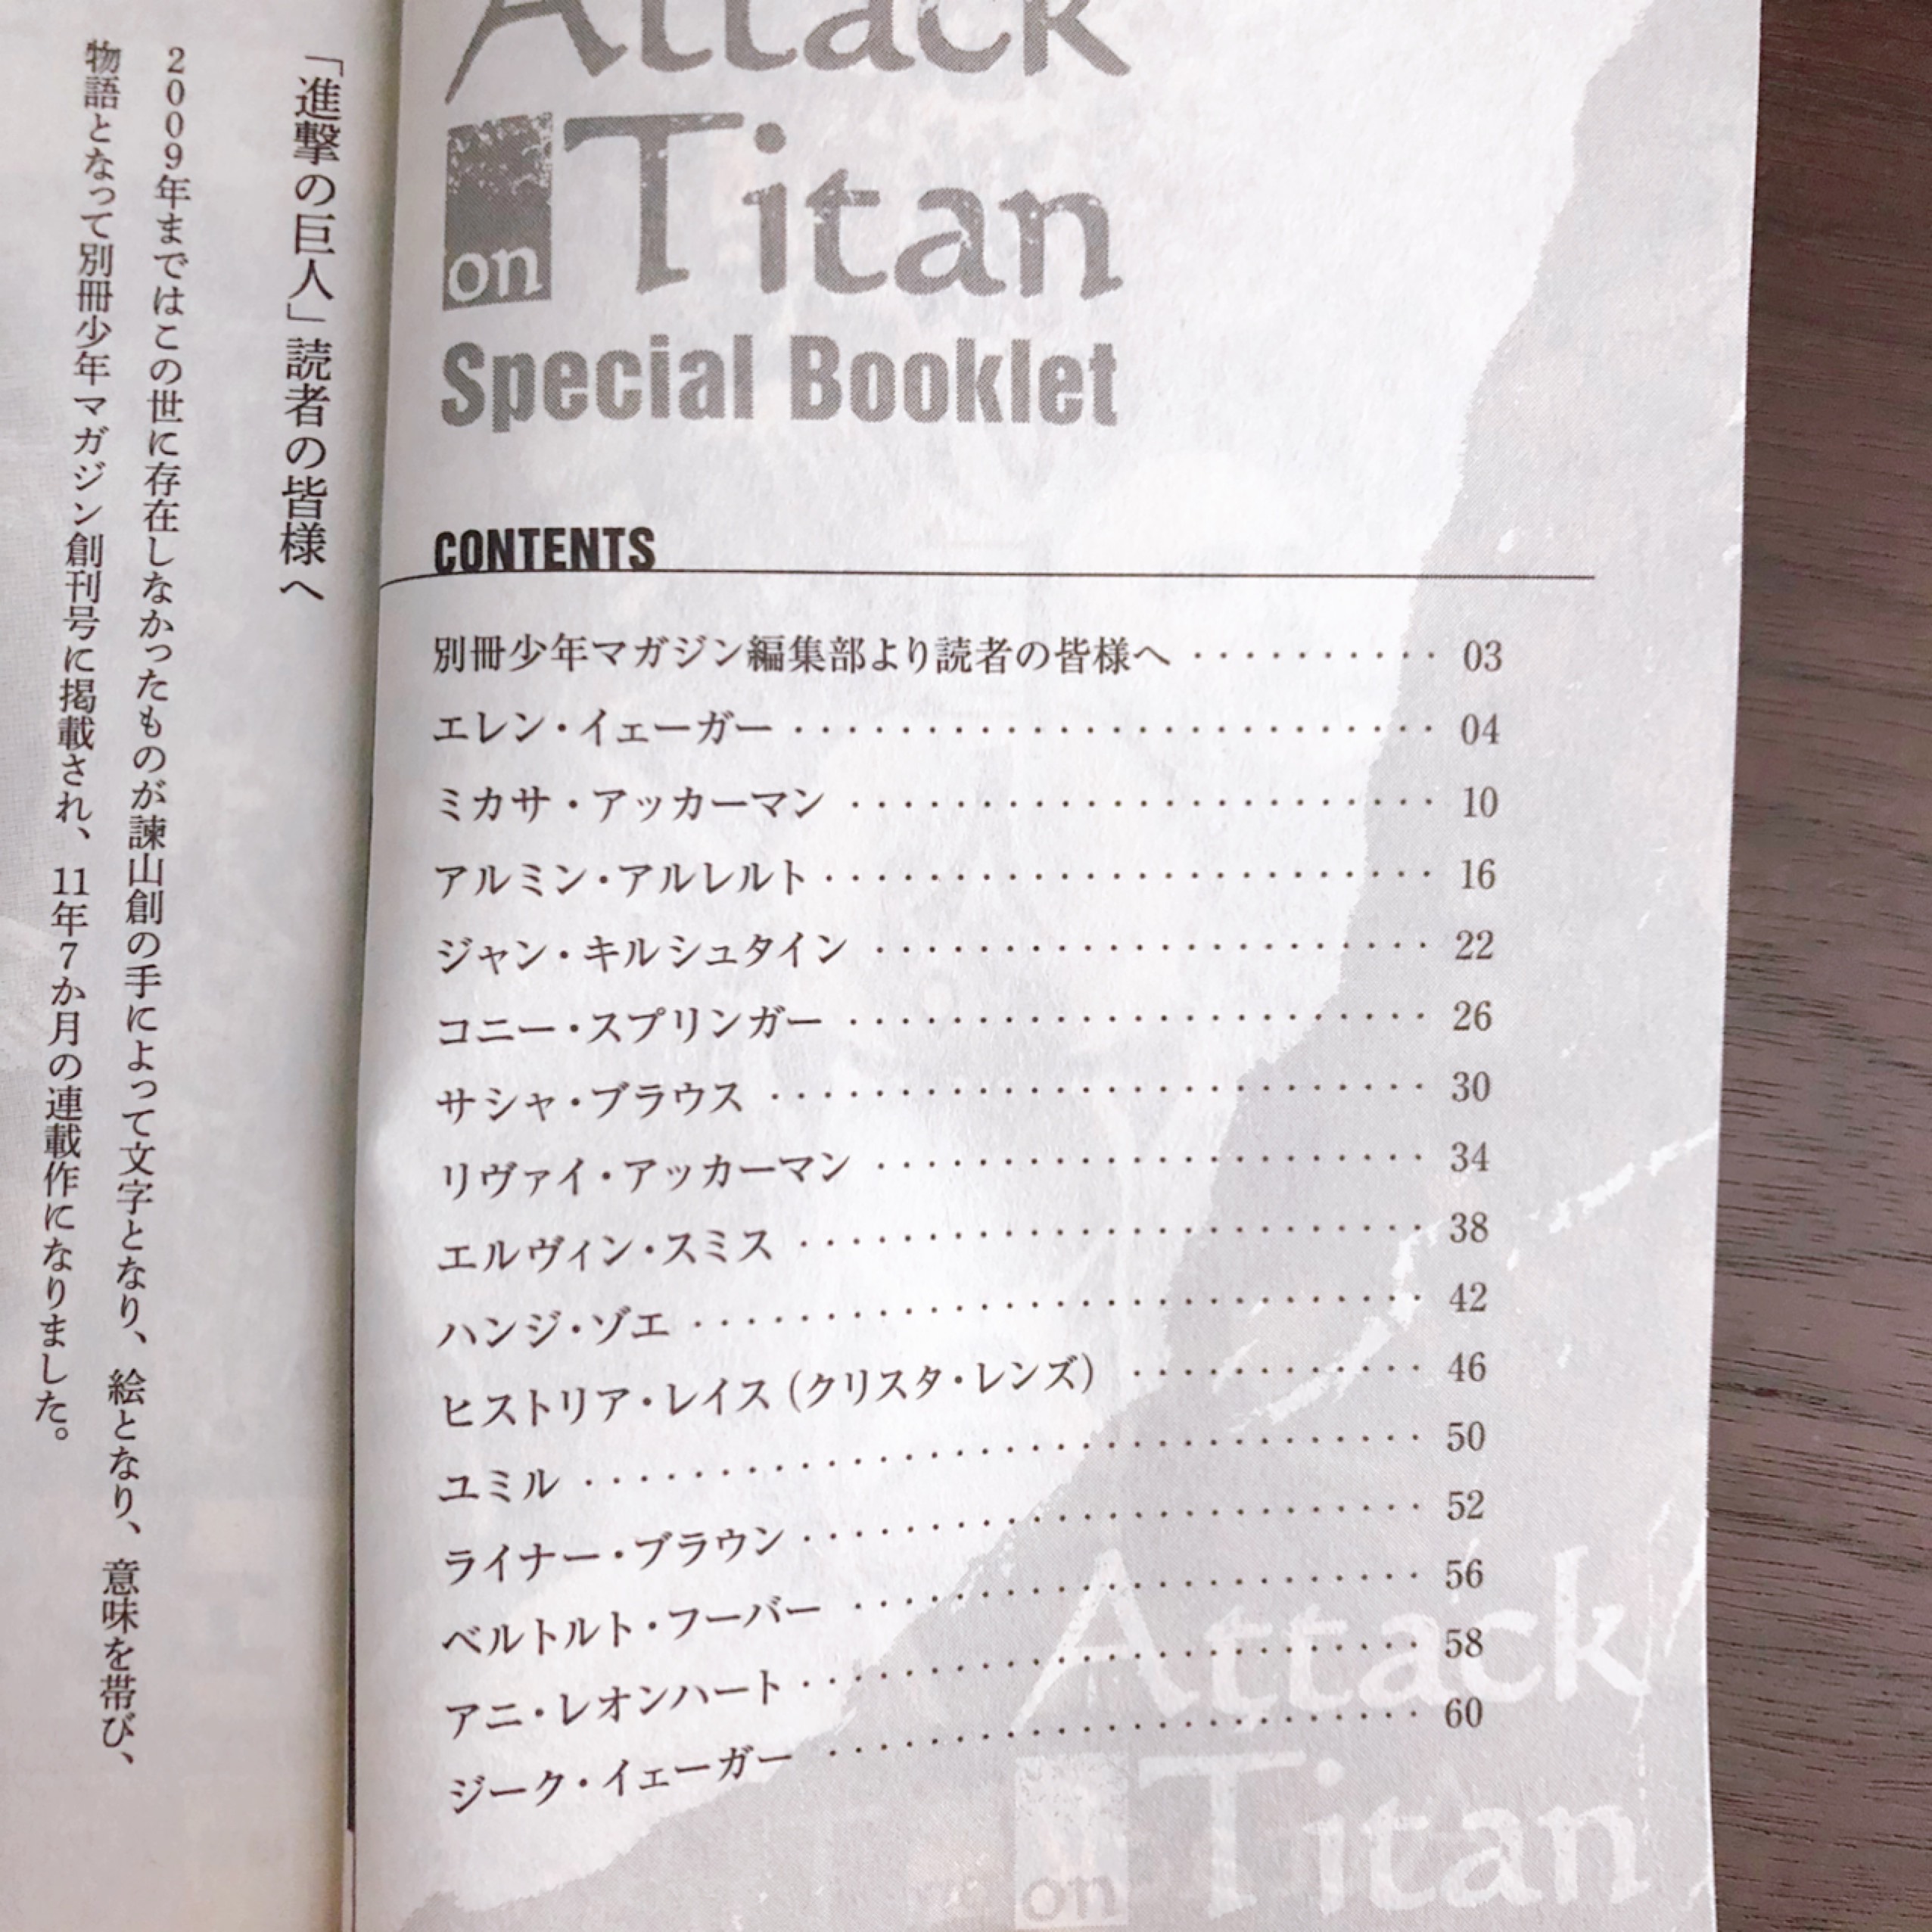 「進撃の巨人」読者の皆様へ
2009年まではこの世に存在しなかったものが諫山創の手によって文字となり、絵となり、意味を帯び、
物語となって別冊少年マガジン創刊号に掲載され、11年7か月の連載作になりました。
Attack
on Titan
Special Booklet
CONTENTS
別冊少年マガジン編集部より読者の皆様へ ・・・・・・・・・・ 03
エレン・イェーガー ・・・・・・・・・・・・・・・・・・・・・・・・ 04
ミカサ・アッカーマン ・・・・・・・・・・・・・・・・・・・・・・ 10
アルミン・アルレルト ・・・・・・・・・・・・・・・・・・・・・・・ 16
ジャン・キルシュタイン ・・・・・・・・・・・・・・・・・・・・・ 22
コニー・スプリンガー ・・・・・・・・・・・・・・・・・・・・・・ 26
サシャ・ブラウス ・・・・・・・・・・・・・・・・・・・・・・・・・ 30
リヴァイ・アッカーマン ・・・・・・・・・・・・・・・・・・・・・ 34
エルヴィン・スミス ・・・・・・・・・・・・・・・・・・・・・・・・ 38
ハンジ・ゾエ ・・・・・・・・・・・・・・・・・・・・・・・・・・・・ 42
ヒストリア・レイス(クリスタ・レンズ) ・・・・・・・・・・・ 46
ユミル ・・・・・・・・・・・・・・・・・・・・・・・・・・・・・・・ 50
ライナー・ブラウン ・・・・・・・・・・・・・・・・・・・・・・・・ 52
ベルトルト・フーバー ・・・・・・・・・・・・・・・・・・・・・・ 56
アニ・レオンハート ・・・・・・・・・・・・・・・・・・・・・・・・ 58
ジーク・イェーガー ・・・・・・・・・・・・・・・・・・・・・・・ 60
Attack
on Titan